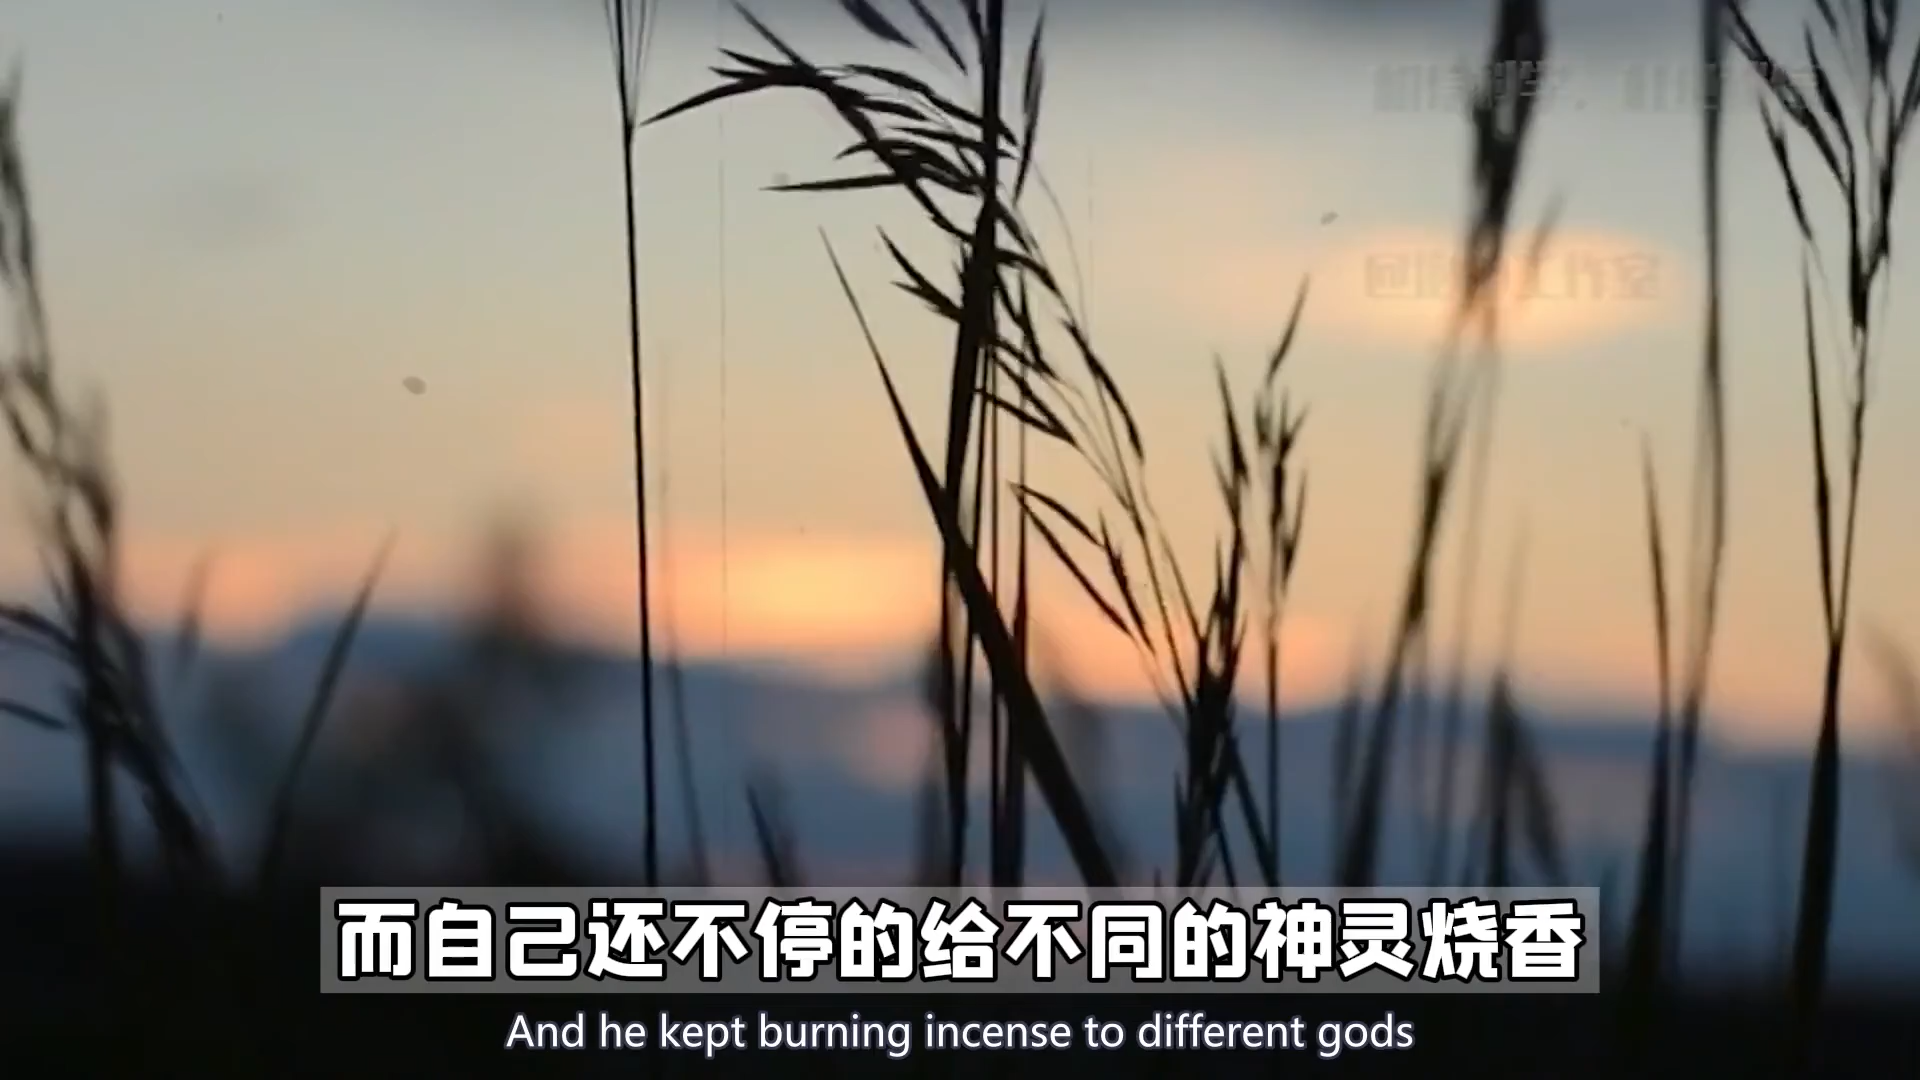 而自己还不停的给不同的神灵烧香
And he kept burning incense to different gods